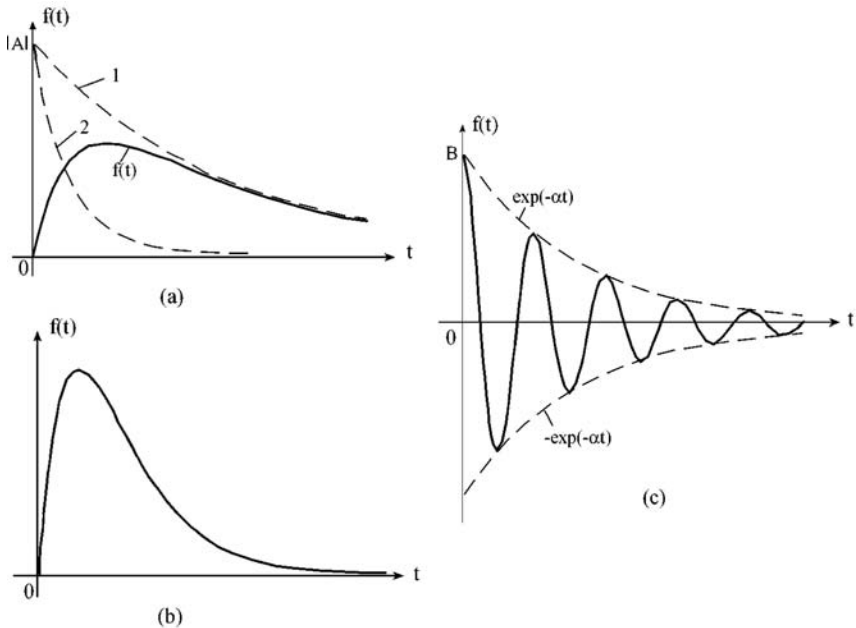 f(t)
|A|
1
2
f(t)
0
t
(a)
f(t)
0
t
(b)
f(t)
B
exp(-αt)
0
t
-exp(-αt)
(c)